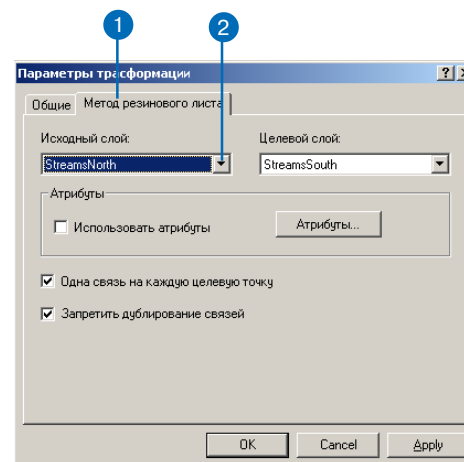 1 2
Параметры трасформации
Общие Метод резинового листа
Исходный слой: Целевой слой:
StreamsNorth StreamsSouth
Атрибуты
Использовать атрибуты Атрибуты...
Одна связь на каждую целевую точку
Запретить дублирование связей
OK Cancel Apply